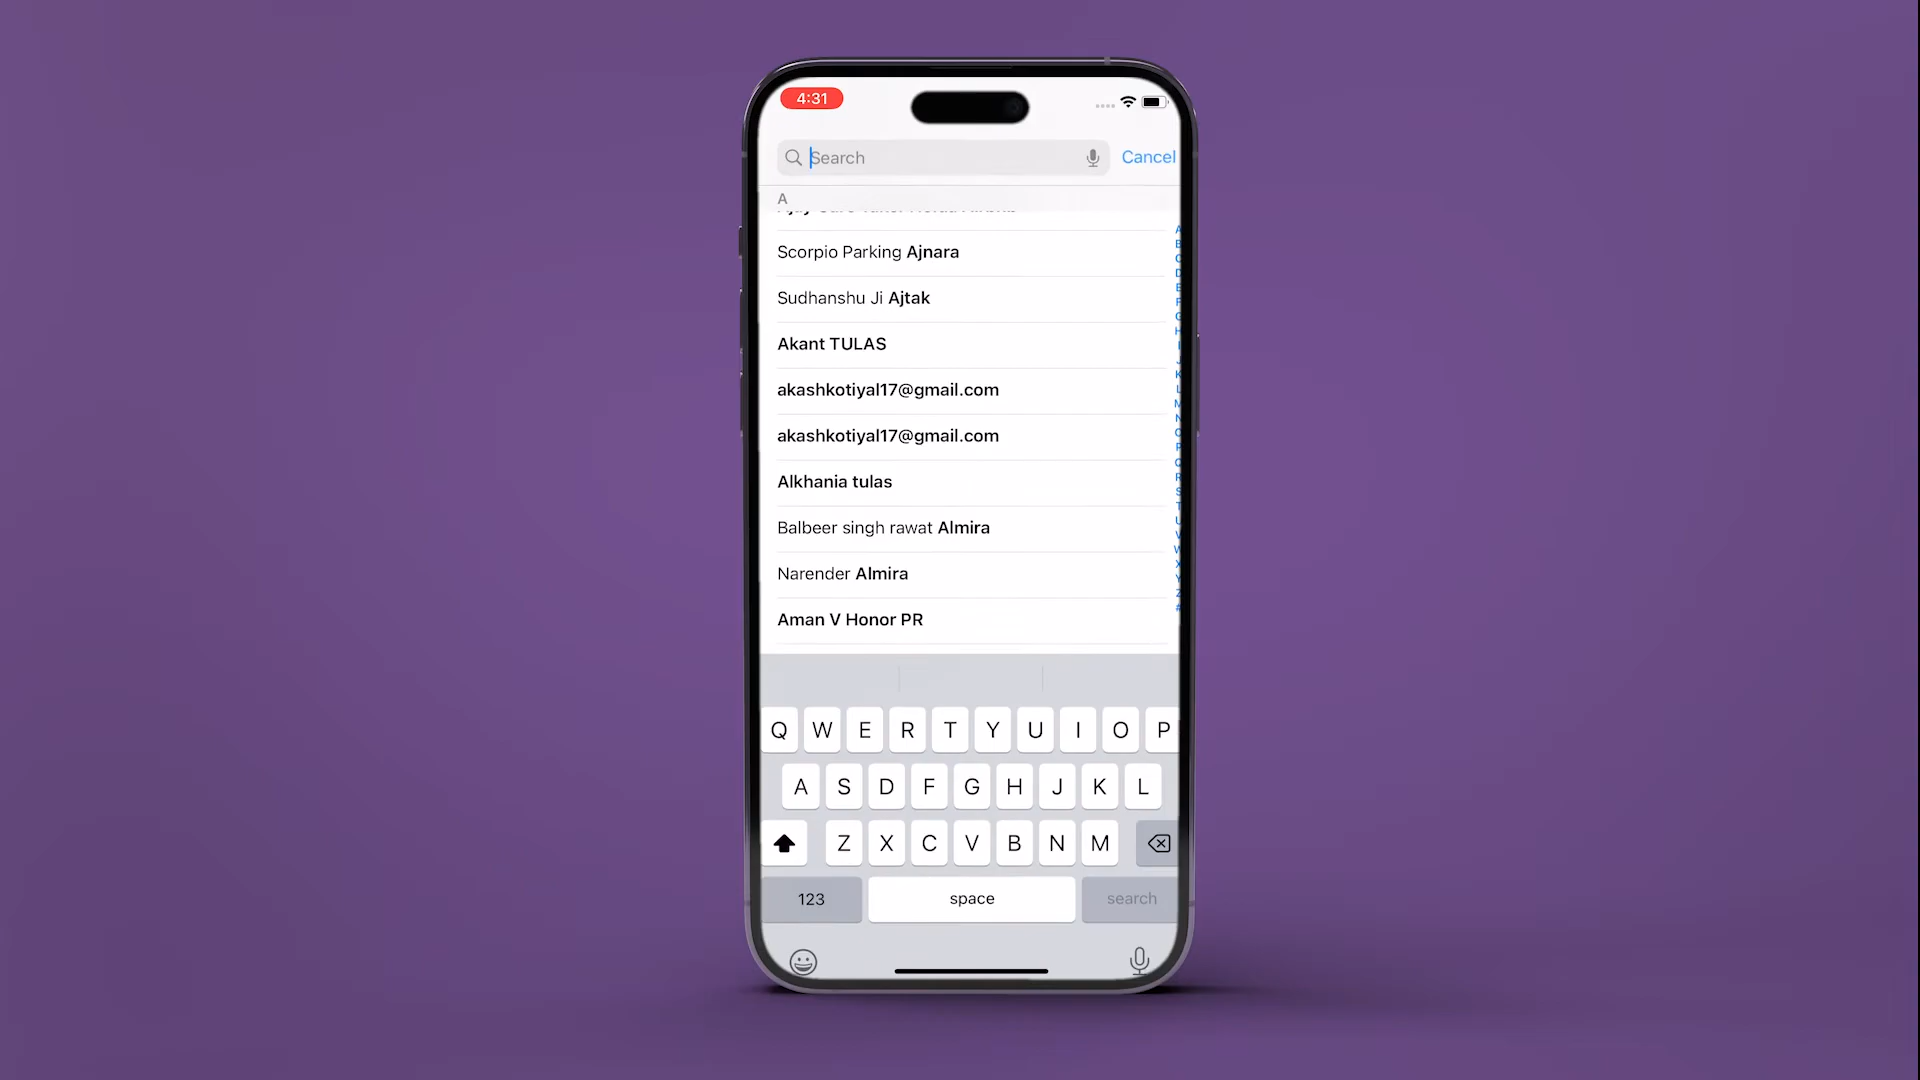 4:31
Search
Cancel
A
Scorpio Parking Ajnara
Sudhanshu Ji Ajtak
Akant TULAS
akashkotiyal17@gmail.com
akashkotiyal17@gmail.com
Alkhania tulas
Balbeer singh rawat Almira
Narender Almira
Aman V Honor PR
A
B
C
D
E
F
G
H
I
J
K
L
M
N
O
P
Q
R
S
T
U
V
W
X
Y
Z
#
Q W E R T Y U I O P
A S D F G H J K L
Z X C V B N M
123 space search